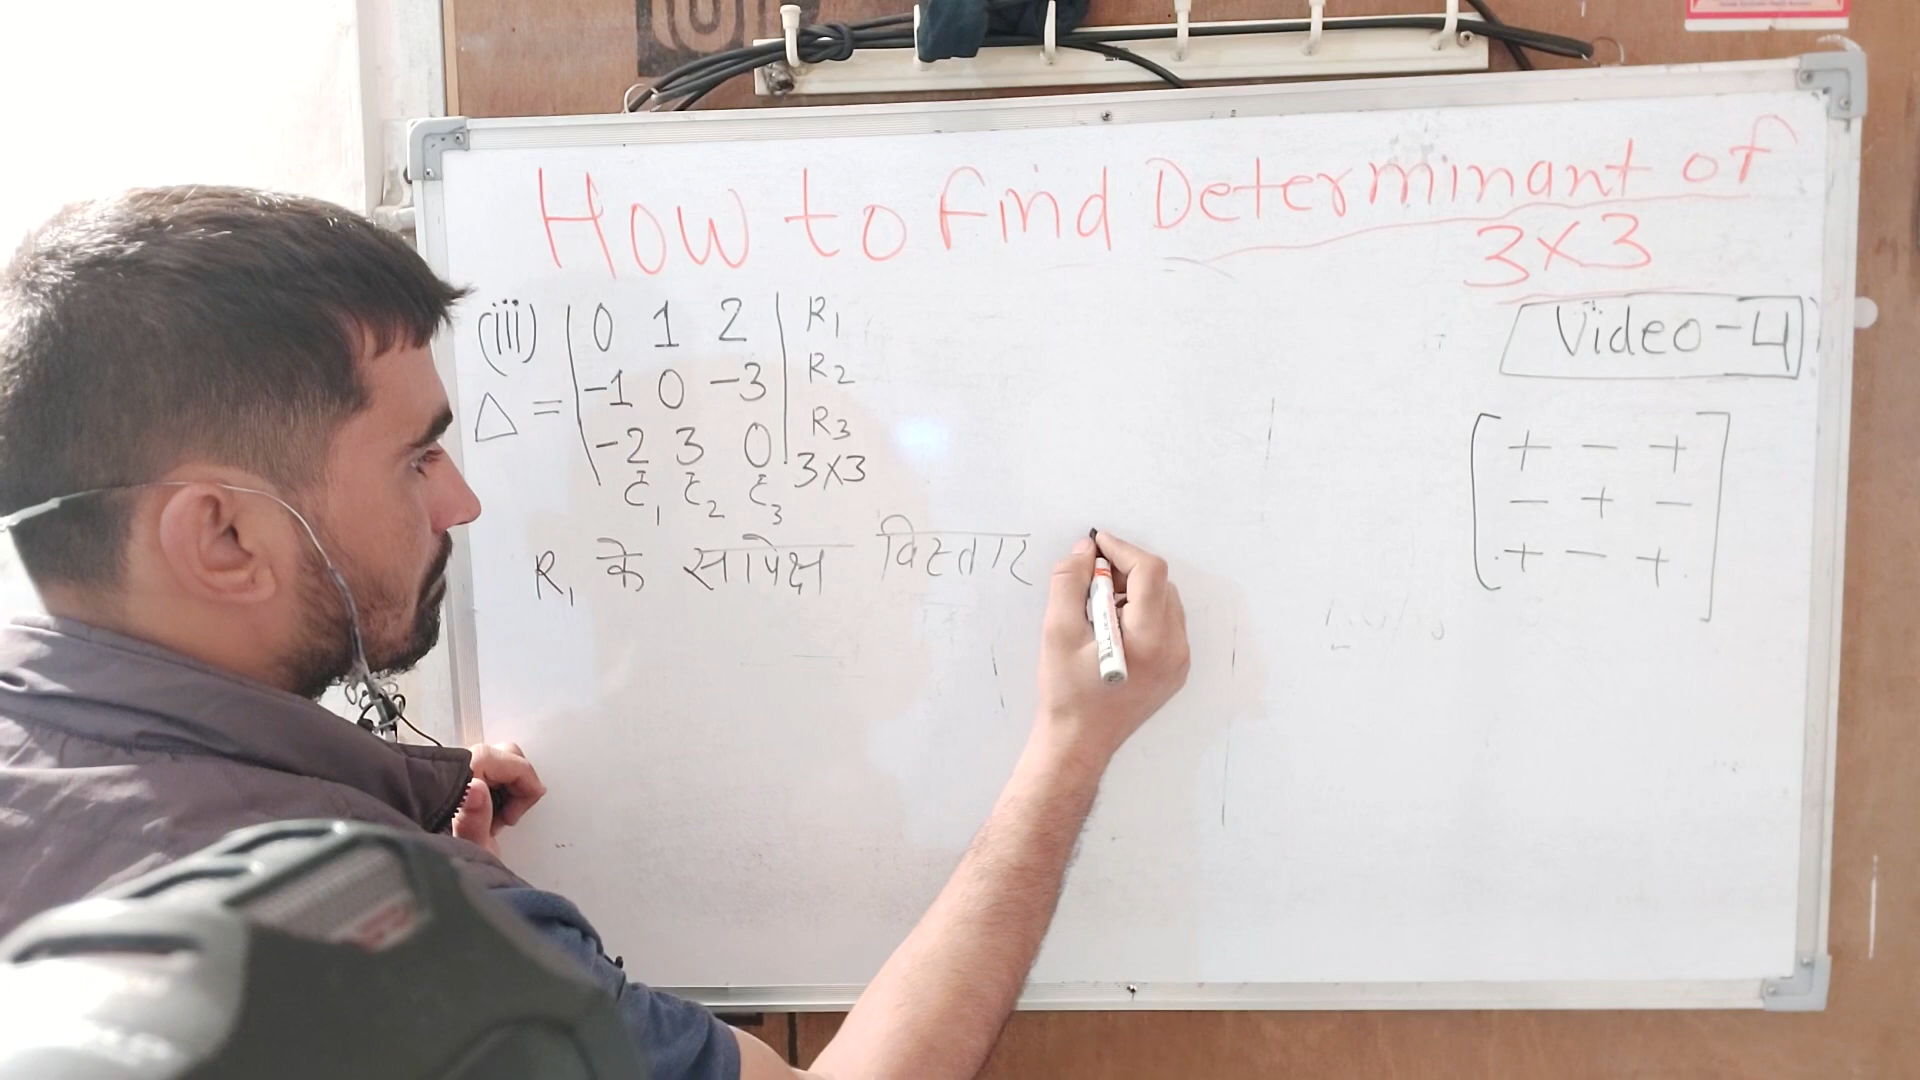 How to find Determinant of
3×3
Video-4
(iii) | 0 1 2 | R1
Δ = | -1 0 -3 | R2
| -2 3 0 | R3
3×3
C1 C2 C3
R1 के सापेक्ष विस्तार
[ + - +
- + -
+ - + ]